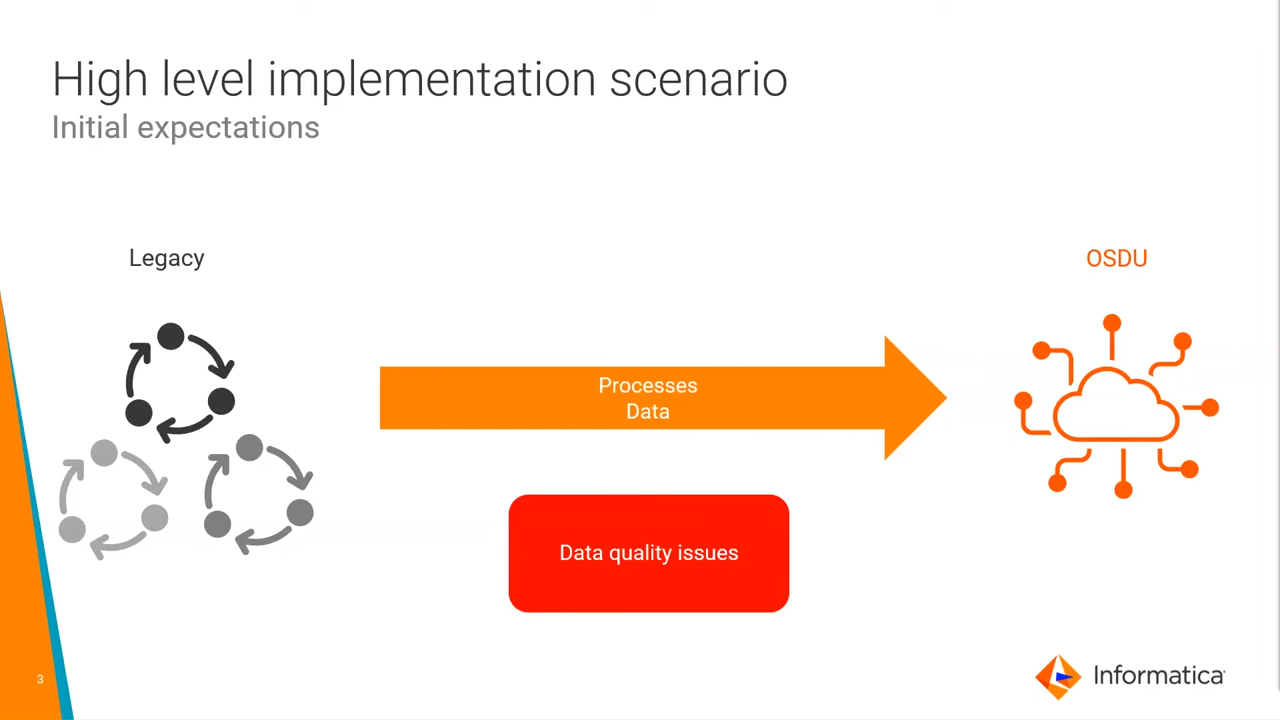 High level implementation scenario
Initial expectations
Legacy
OSDU
Processes
Data
Data quality issues
3
Informatica